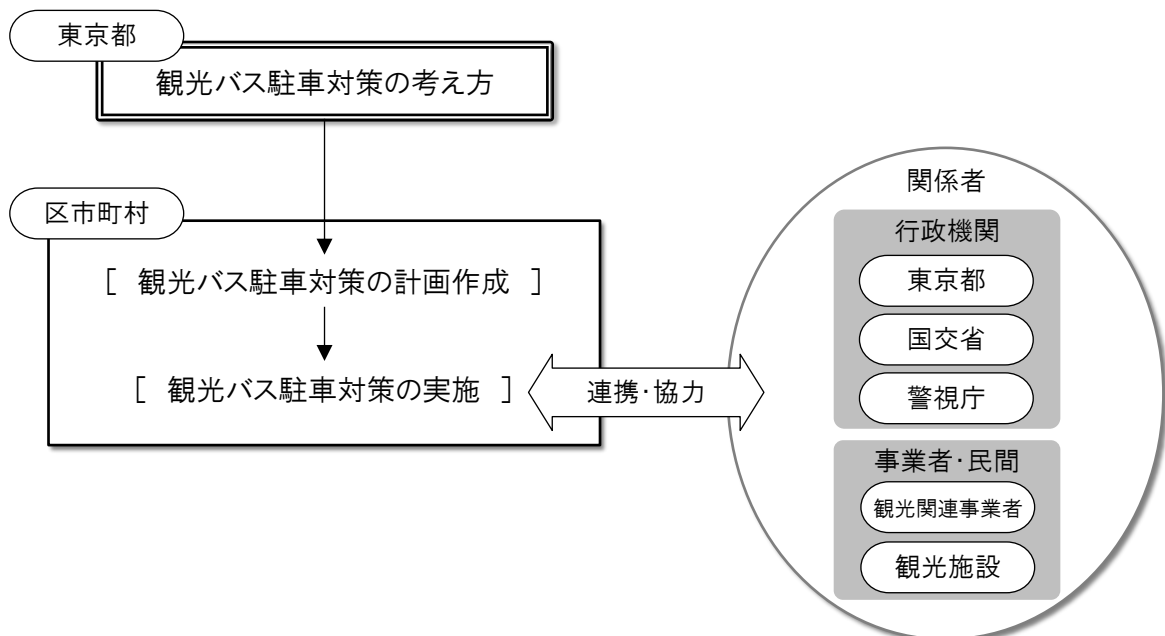 東京都
観光バス駐車対策の考え方
区市町村
[ 観光バス駐車対策の計画作成 ]
[ 観光バス駐車対策の実施 ]
連携・協力
関係者
行政機関
東京都
国交省
警視庁
事業者・民間
観光関連事業者
観光施設